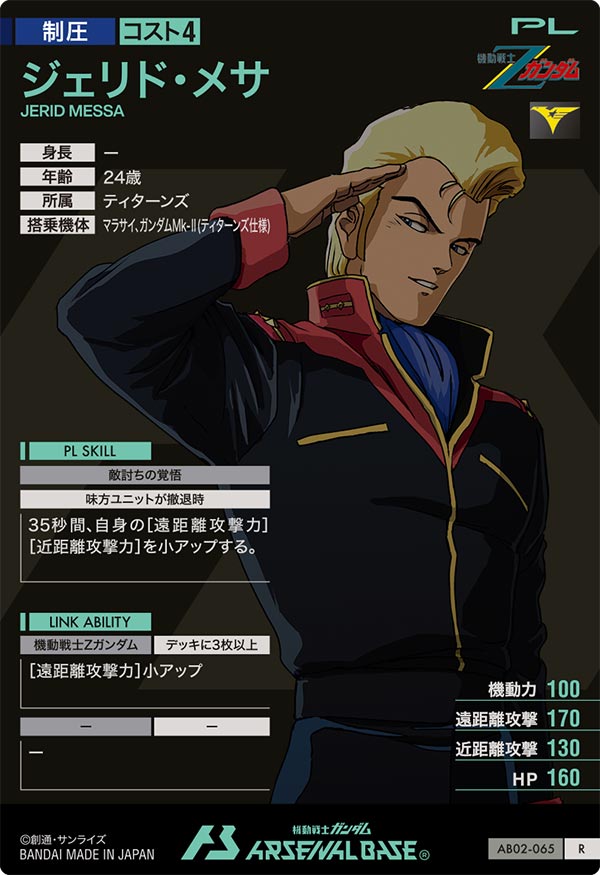 制圧 コスト4
PL
ジェリド・メサ
JERID MESSA
機動戦士
Zガンダム
身長 ー
年齢 24歳
所属 ティターンズ
搭乗機体 マラサイ、ガンダムMk-II(ティターンズ仕様)
PL SKILL
敵討ちの覚悟
味方ユニットが撤退時
35秒間、自身の[遠距離攻撃力]
[近距離攻撃力]を小アップする。
LINK ABILITY
機動戦士Zガンダム デッキに3枚以上
[遠距離攻撃力]小アップ
ー ー
ー
機動力 100
遠距離攻撃 170
近距離攻撃 130
HP 160
©創通・サンライズ
BANDAI MADE IN JAPAN
機動戦士ガンダム
ARSENAL BASE®
AB02-065 R